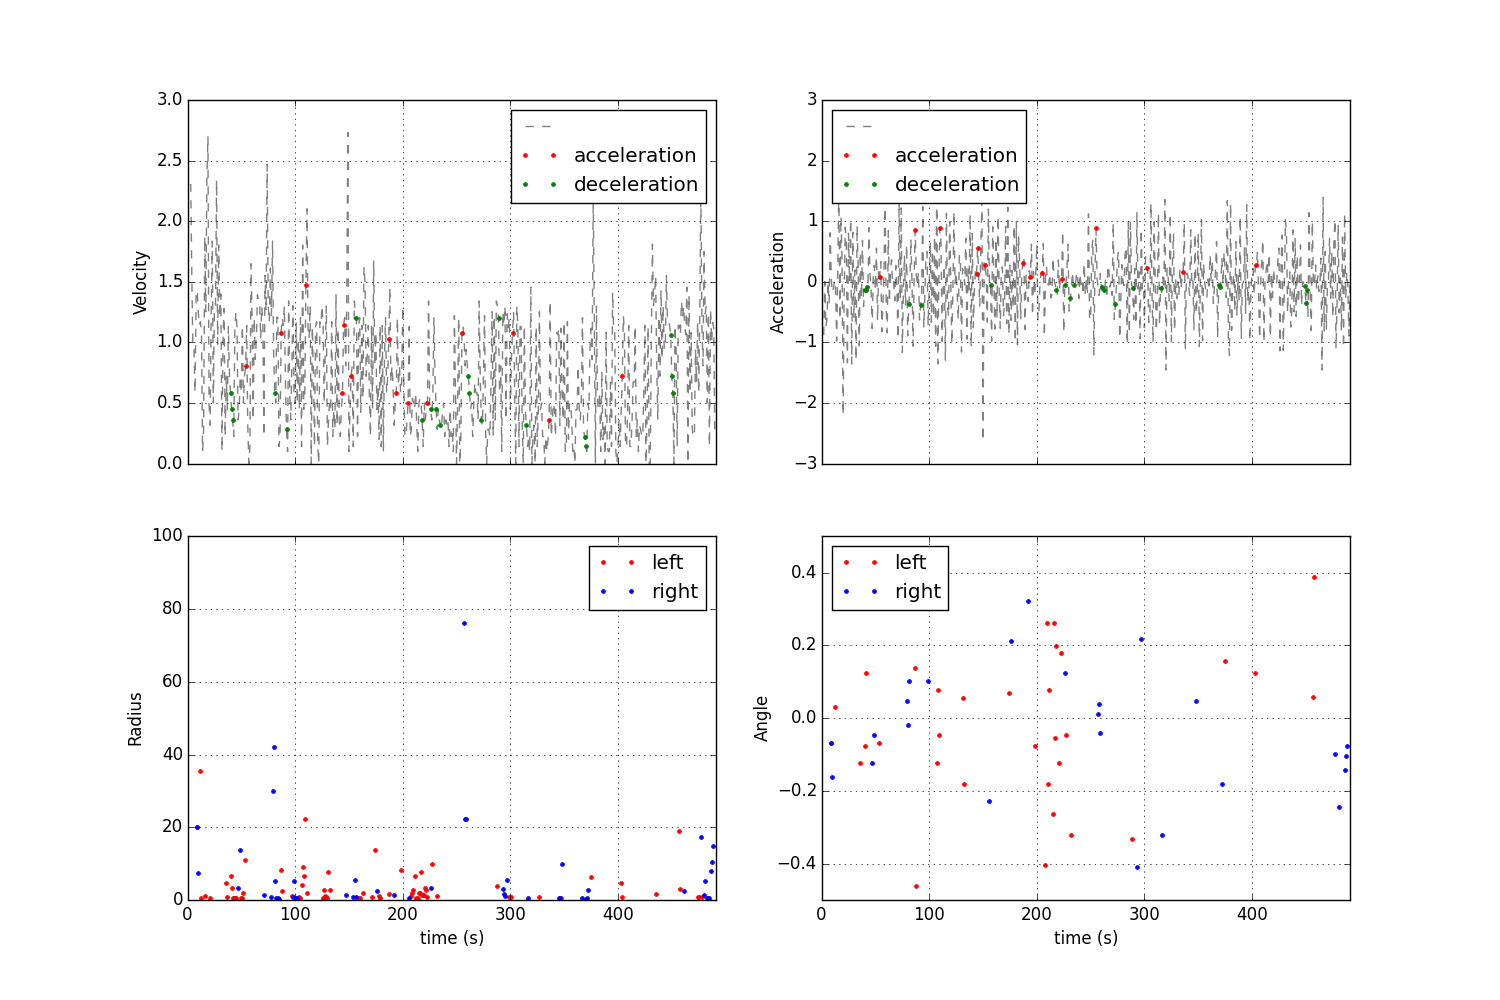 3.0
2.5
2.0
1.5
1.0
0.5
0.0
Velocity
acceleration
deceleration
3
2
1
0
−1
−2
−3
Acceleration
acceleration
deceleration
100
80
60
40
20
0
Radius
left
right
0 100 200 300 400
time (s)
0.4
0.2
0.0
−0.2
−0.4
Angle
left
right
0 100 200 300 400
time (s)